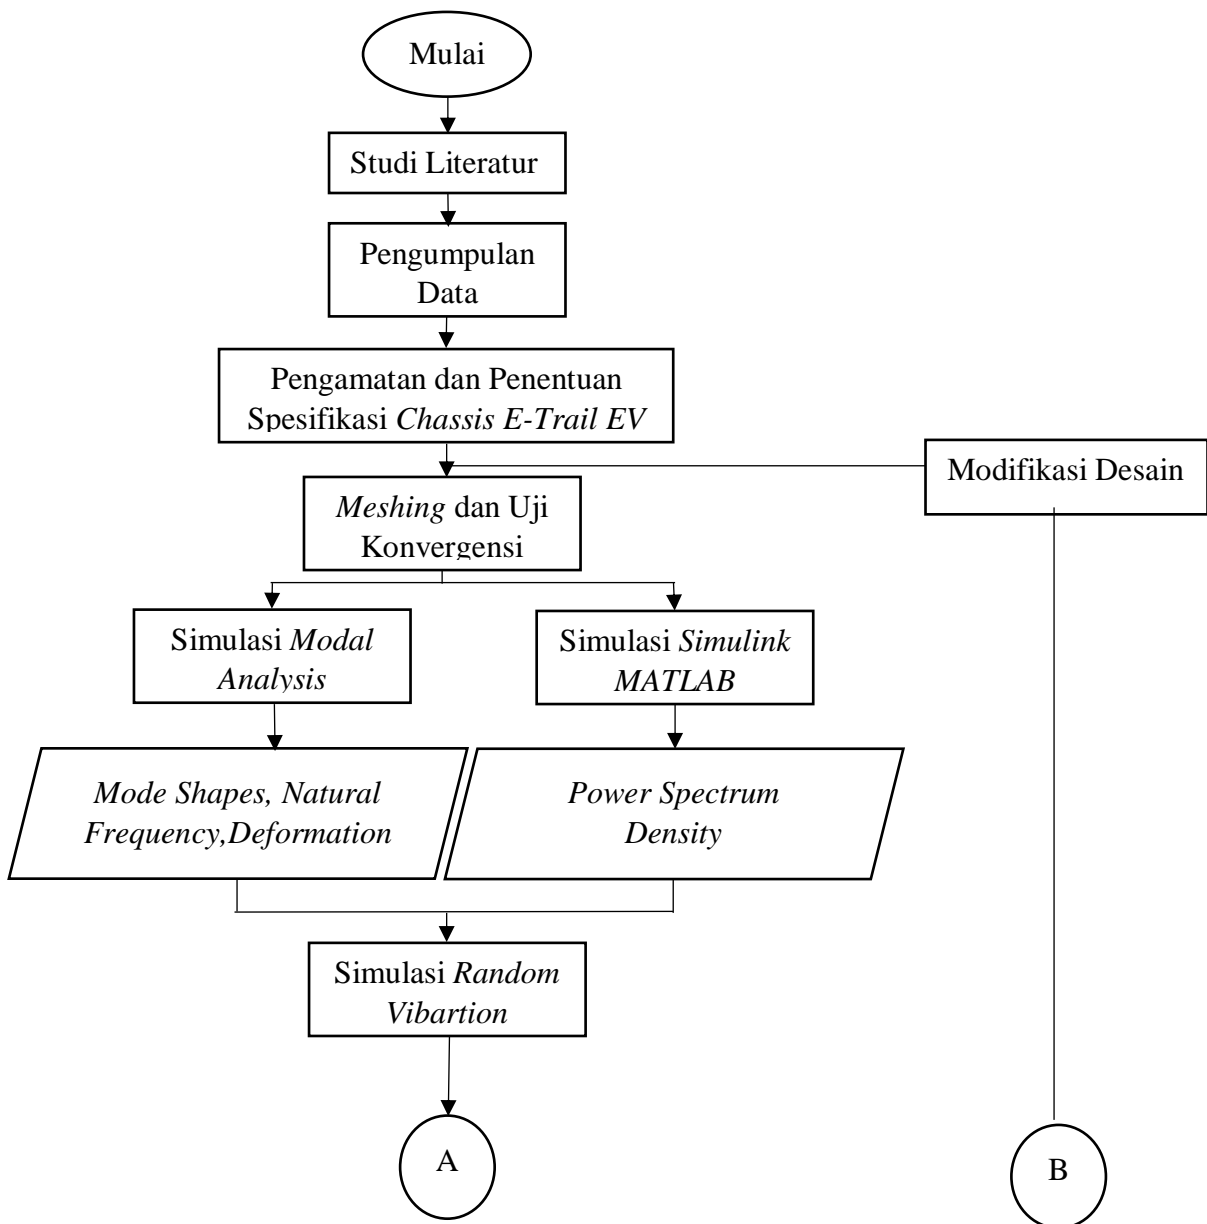 Mulai
Studi Literatur
Pengumpulan
Data
Pengamatan dan Penentuan
Spesifikasi Chassis E-Trail EV
Modifikasi Desain
Meshing dan Uji
Konvergensi
Simulasi Modal
Analysis
Simulasi Simulink
MATLAB
Mode Shapes, Natural
Frequency,Deformation
Power Spectrum
Density
Simulasi Random
Vibartion
A
B